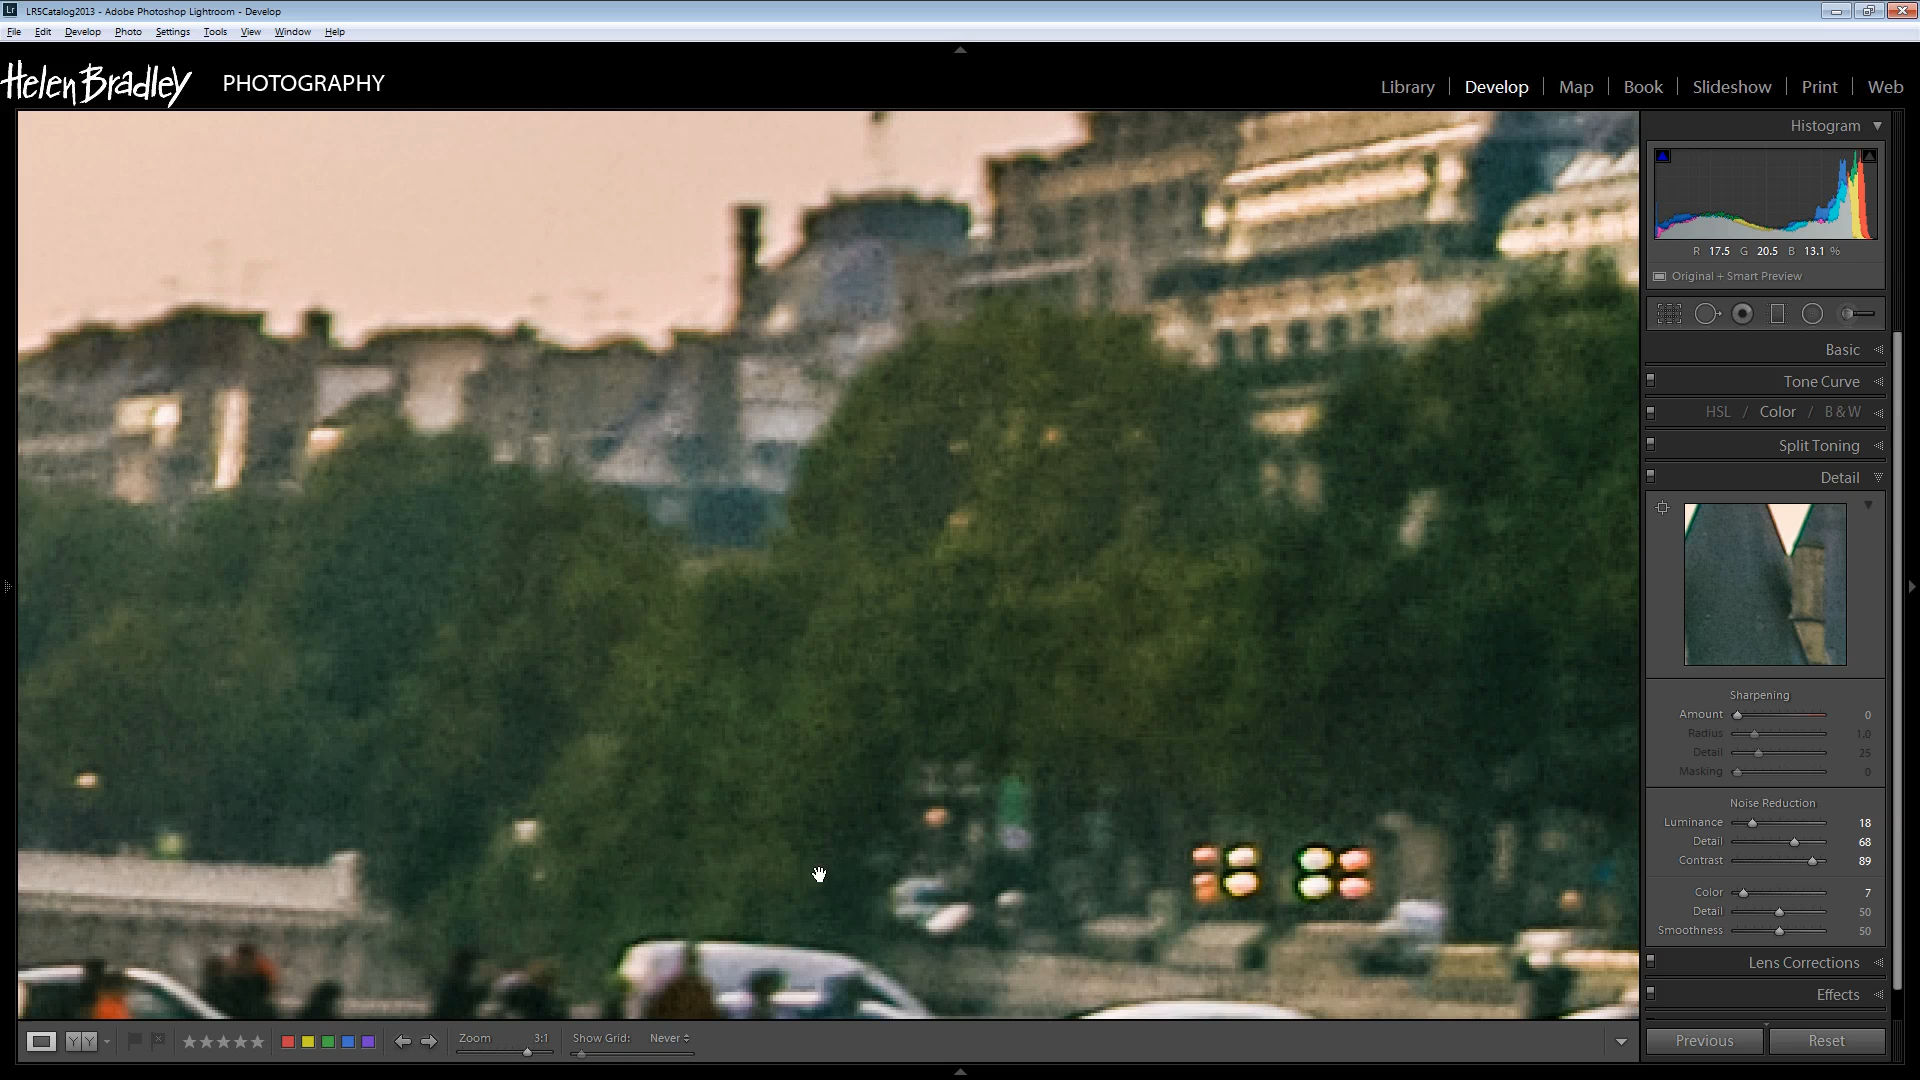 LR5Catalog2013 - Adobe Photoshop Lightroom - Develop
File Edit Develop Photo Settings Tools View Window Help
Helen Bradley PHOTOGRAPHY
Library | Develop | Map | Book | Slideshow | Print | Web
Histogram
R 17.5 G 20.5 B 13.1 %
Original + Smart Preview
Basic
Tone Curve
HSL / Color / B & W
Split Toning
Detail
Sharpening
Amount 0
Radius 1.0
Detail 25
Masking 0
Noise Reduction
Luminance 18
Detail 68
Contrast 89
Color 7
Detail 50
Smoothness 50
Lens Corrections
Effects
Y Y Zoom 3:1 Show Grid: Never
Previous Reset